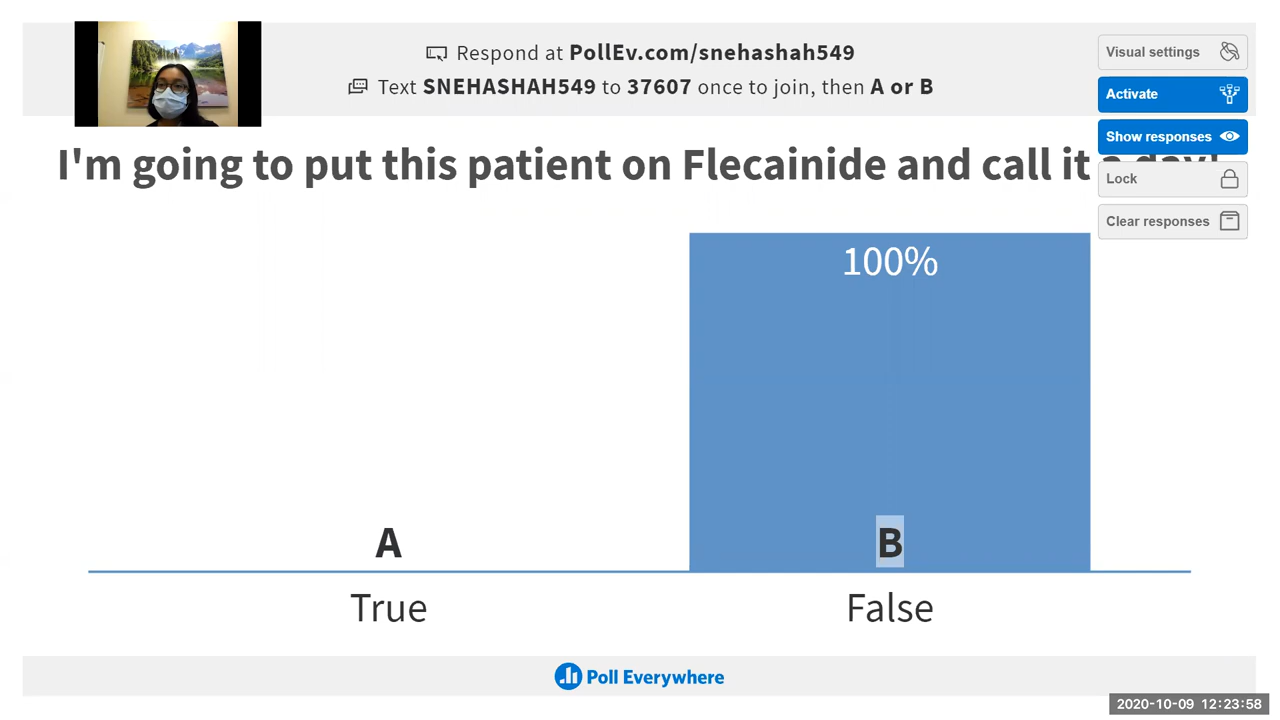 Respond at PollEv.com/snehashah549
Text SNEHASHAH549 to 37607 once to join, then A or B
Visual settings
Activate
Show responses
Lock
Clear responses
I'm going to put this patient on Flecainide and call it a day!
100%
A
B
True
False
Poll Everywhere
2020-10-09 12:23:58